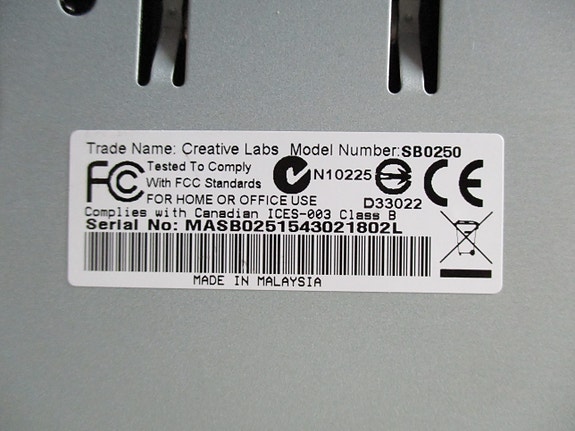 Trade Name: Creative Labs Model Number:SB0250
FC Tested To Comply
With FCC Standards
FOR HOME OR OFFICE USE
N10225
D33022
CE
Complies with Canadian ICES-003 Class B
Serial No: MASB0251543021802L
MADE IN MALAYSIA